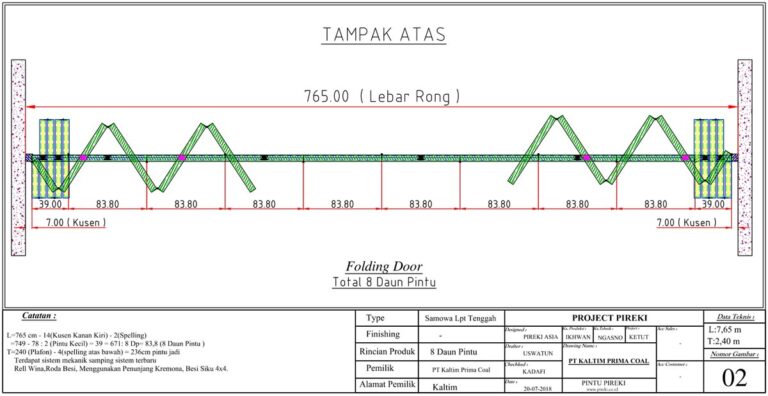 TAMPAK ATAS
765.00 ( Lebar Rong )
39.00 83.80 83.80 83.80 83.80 83.80 83.80 83.80 83.80 39.00
7.00 ( Kusen ) 7.00 ( Kusen )
Folding Door
Total 8 Daun Pintu
Catatan :
L=765 cm - 14(Kusen Kanan Kiri) - 2(Spelling)
=749 - 78 : 2 (Pintu Kecil) = 39 = 671: 8 Dp= 83,8 (8 Daun Pintu )
T=240 (Plafon) - 4(spelling atas bawah) = 236cm pintu jadi
Terdapat sistem mekanik samping sistem terbaru
Rell Wina,Roda Besi, Menggunakan Penunjang Kremona, Besi Siku 4x4.
Type Samowa Lpt Tenggah
Finishing -
Rincian Produk 8 Daun Pintu
Pemilik PT Kaltim Prima Coal
Alamat Pemilik Kaltim
PROJECT PIREKI
Designed :
PIREKI ASIA
Ka.Produksi :
IKHWAN
Ka.Teknik :
NGASNO
Project :
KETUT
Acc Sales :
-
Drafter :
USWATUN
Drawing Name :
PT KALTIM PRIMA COAL
Checkked :
KADAFI
Acc Costomer :
-
Date :
20-07-2018
PINTU PIREKI
www.pireki.co.id
Data Teknis :
L:7,65 m
T:2,40 m
Nomor Gambar :
02